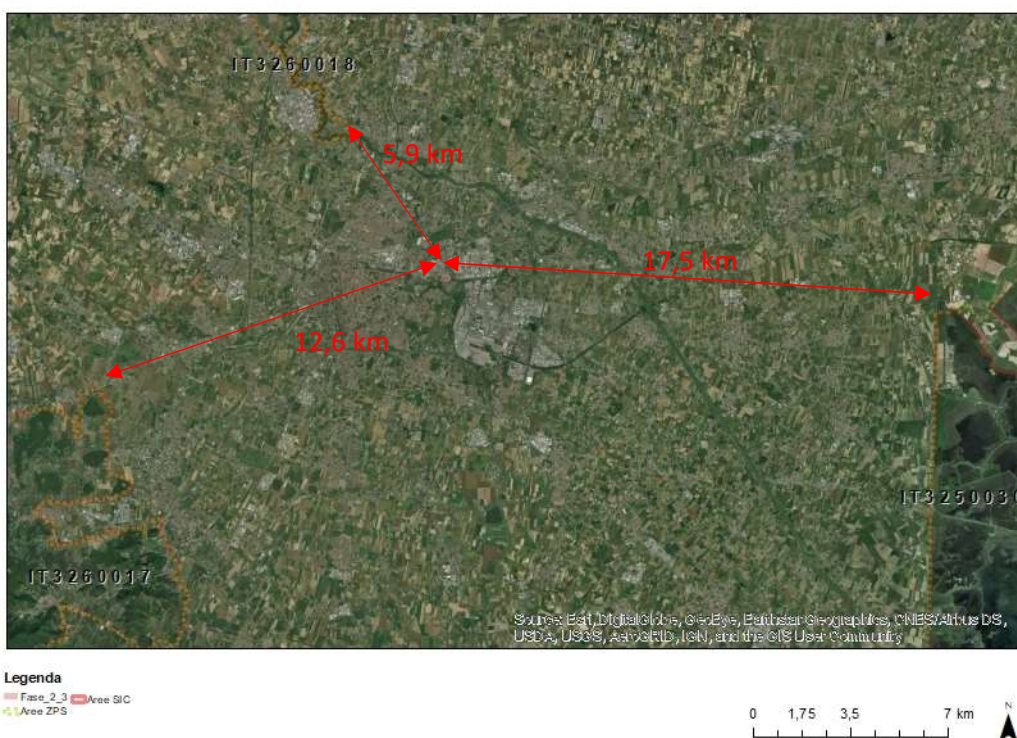 IT3260018
5,9 km
17,5 km
12,6 km
IT3250030
IT3260017
Source: Esri, DigitalGlobe, GeoEye, Earthstar Geographics, CNES/Airbus DS,
USDA, USGS, AeroGRID, IGN, and the GIS User Community
Legenda
Fase_2_3 Aree SIC
Aree ZPS
0 1,75 3,5 7 km
N